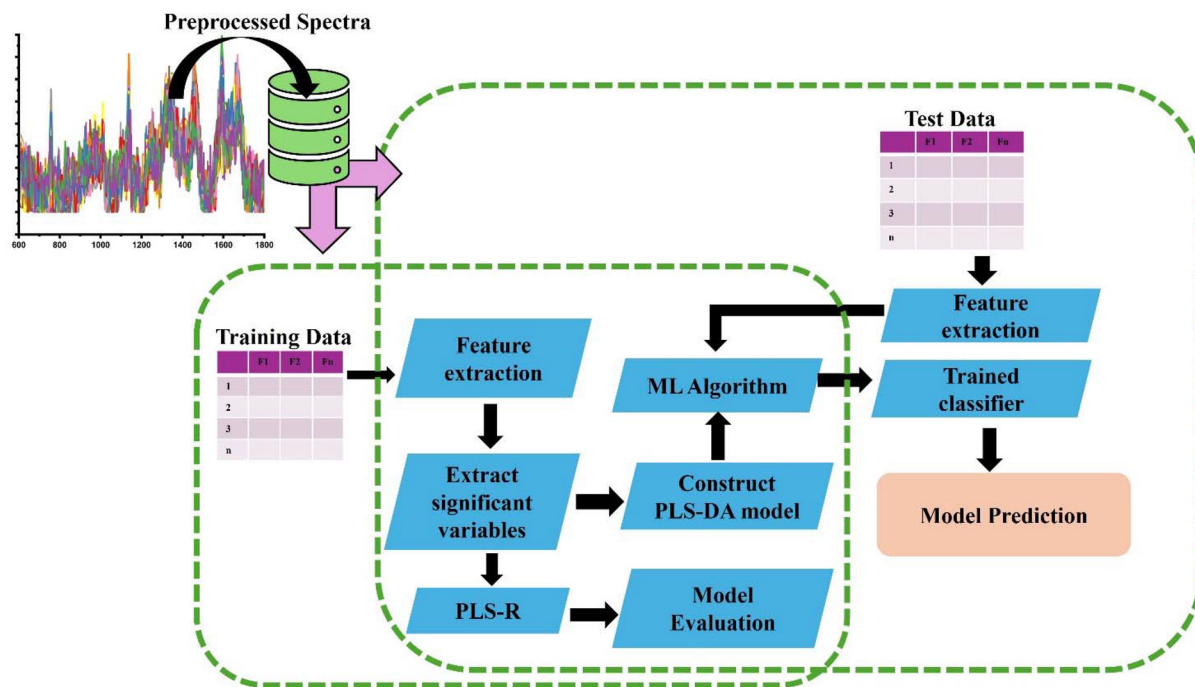 Preprocessed Spectra
600 800 1000 1200 1400 1600 1800
Test Data
F1 F2 Fn
1
2
3
n
Feature
extraction
Trained
classifier
Model Prediction
Training Data
F1 F2 Fn
1
2
3
n
Feature
extraction
Extract
significant
variables
PLS-R
ML Algorithm
Construct
PLS-DA model
Model
Evaluation